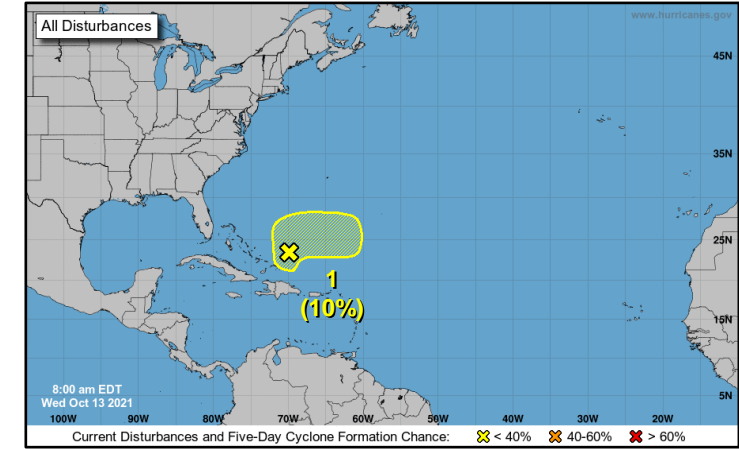 All Disturbances
www.hurricanes.gov
45N
35N
25N
1
(10%)
15N
8:00 am EDT
Wed Oct 13 2021
5N
100W 90W 80W 70W 60W 50W 40W 30W 20W
Current Disturbances and Five-Day Cyclone Formation Chance: < 40% 40-60% > 60%